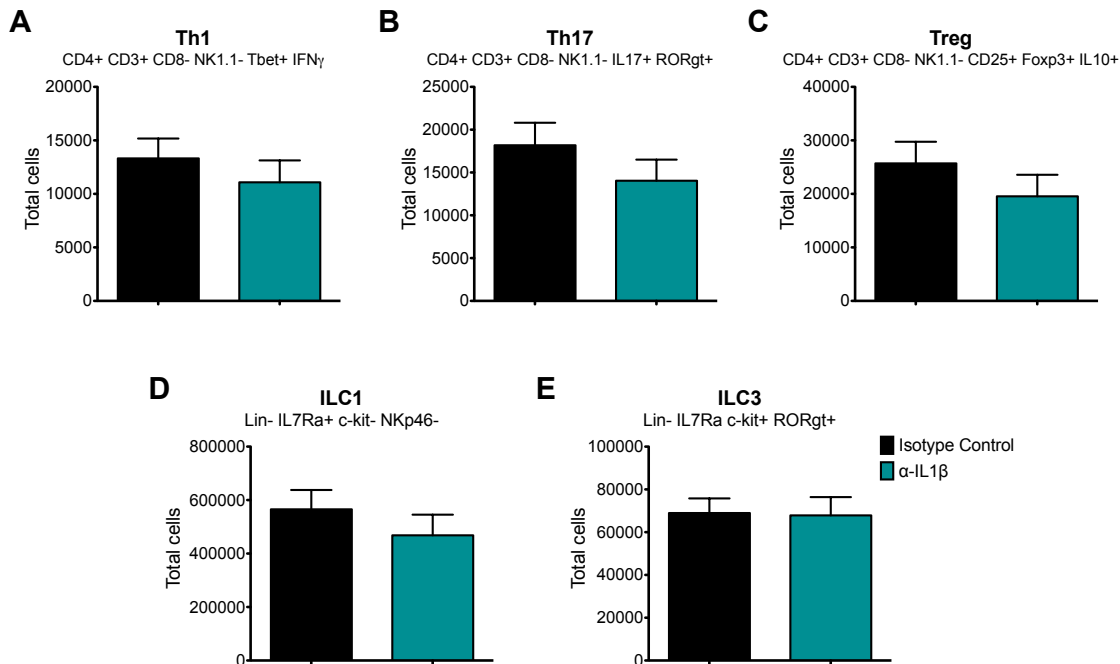 A
Th1
CD4+ CD3+ CD8- NK1.1- Tbet+ IFNγ
Total cells
20000
15000
10000
5000
0
B
Th17
CD4+ CD3+ CD8- NK1.1- IL17+ RORgt+
Total cells
25000
20000
15000
10000
5000
0
C
Treg
CD4+ CD3+ CD8- NK1.1- CD25+ Foxp3+ IL10+
Total cells
40000
30000
20000
10000
0
D
ILC1
Lin- IL7Ra+ c-kit- NKp46-
Total cells
800000
600000
400000
200000
0
E
ILC3
Lin- IL7Ra c-kit+ RORgt+
Total cells
100000
80000
60000
40000
20000
0
Isotype Control
α-IL1β